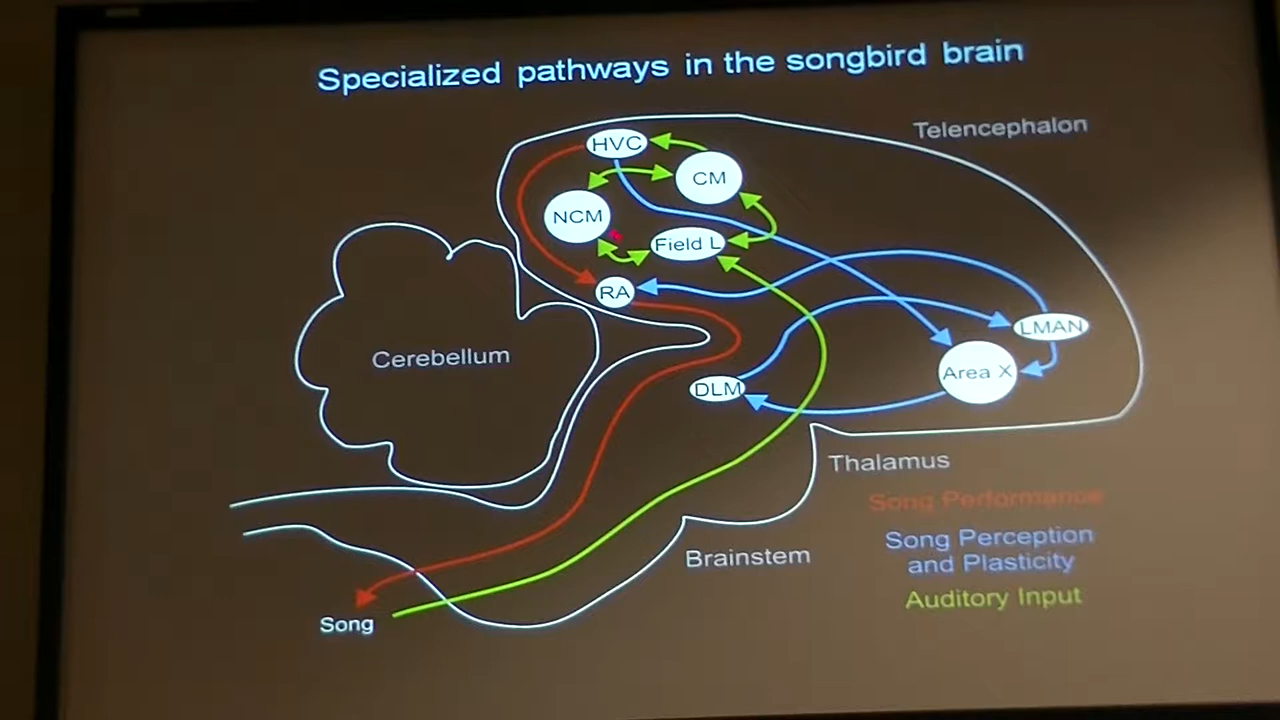 Specialized pathways in the songbird brain
Telencephalon
HVC
CM
NCM
Field L
RA
LMAN
Cerebellum
Area X
DLM
Thalamus
Song Performance
Song Perception
and Plasticity
Brainstem
Auditory Input
Song